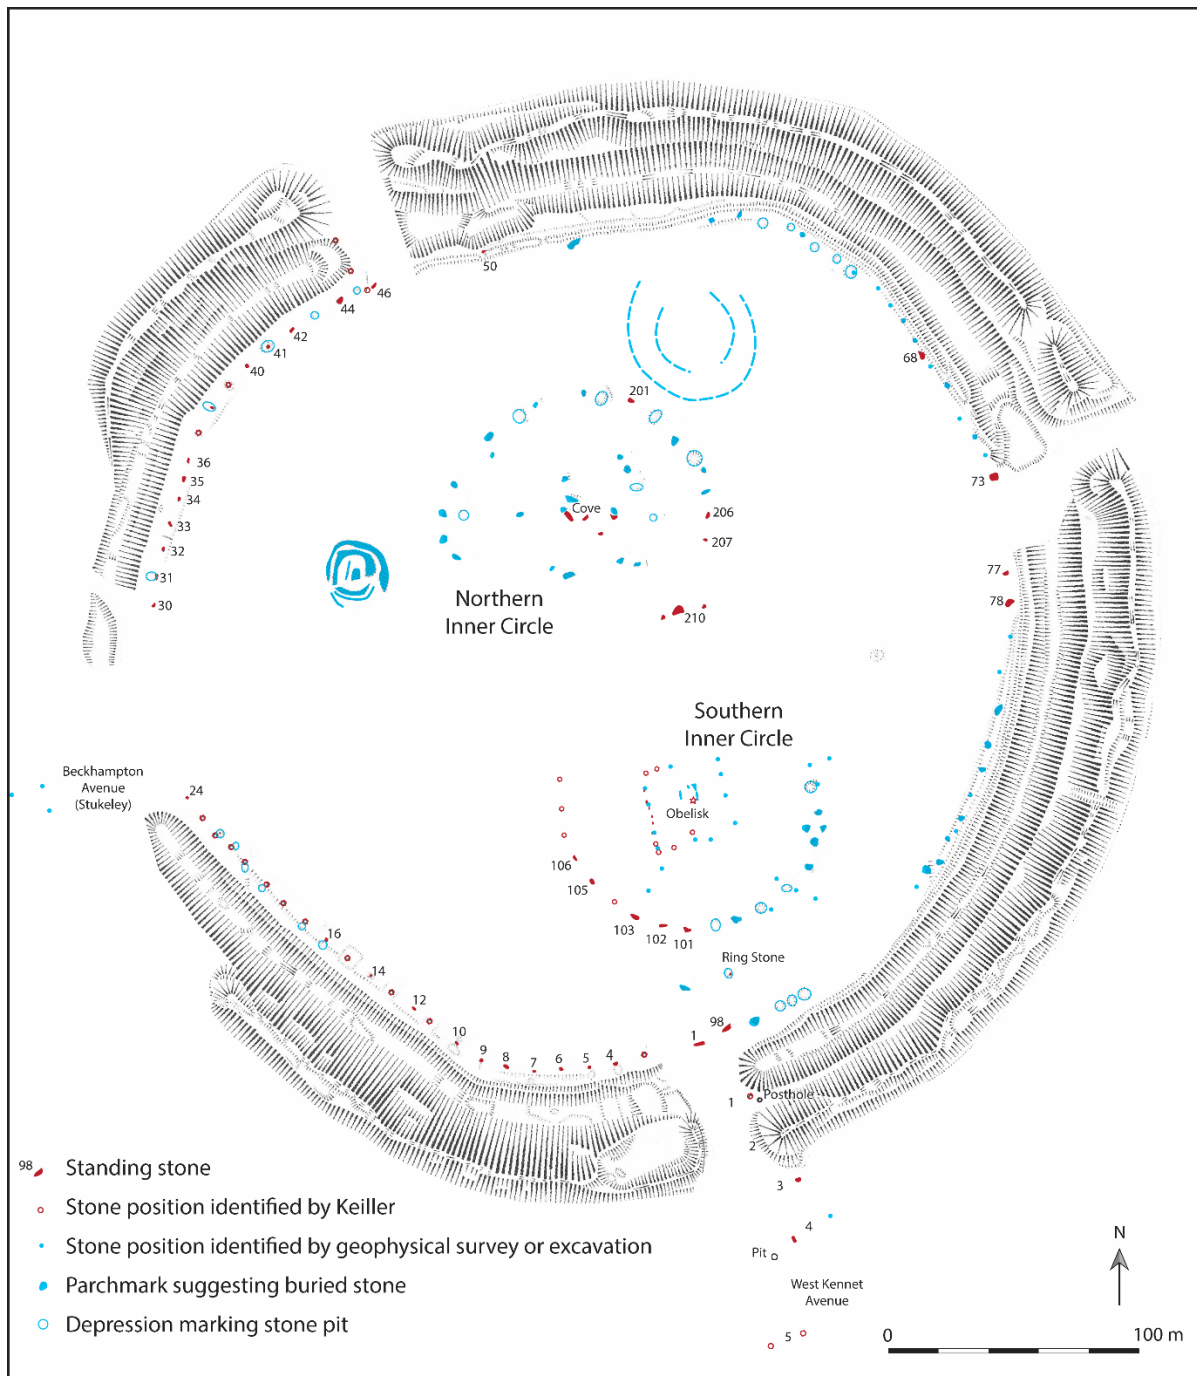 50
46
44
42
41
40
68
201
36
35
34
33
32
31
30
73
Cove
206
207
77
78
Northern
Inner Circle
210
Southern
Inner Circle
Beckhampton
Avenue
(Stukeley)
24
Obelisk
106
105
103
102
101
16
14
12
10
9
8
7
6
5
4
Ring Stone
98
1
1
Posthole
2
3
4
Pit
West Kennet
Avenue
5
98
Standing stone
Stone position identified by Keiller
Stone position identified by geophysical survey or excavation
Parchmark suggesting buried stone
Depression marking stone pit
N
0
100 m